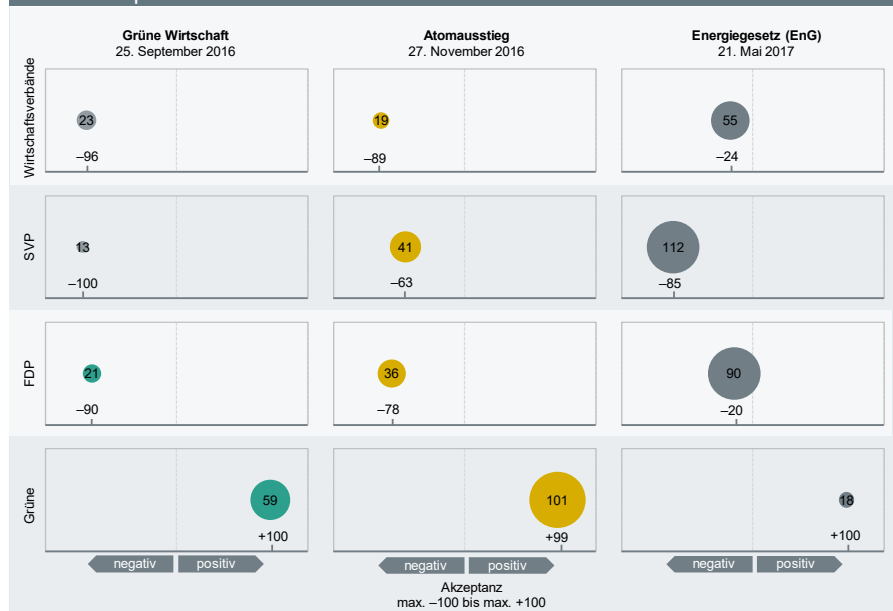 Grüne Wirtschaft
25. September 2016
Atomausstieg
27. November 2016
Energiegesetz (EnG)
21. Mai 2017
Wirtschaftsverbände
23
–96
19
–89
55
–24
SVP
13
–100
41
–63
112
–85
FDP
21
–90
36
–78
90
–20
Grüne
59
+100
101
+99
18
+100
negativ positiv
negativ positiv
negativ positiv
Akzeptanz
max. –100 bis max. +100